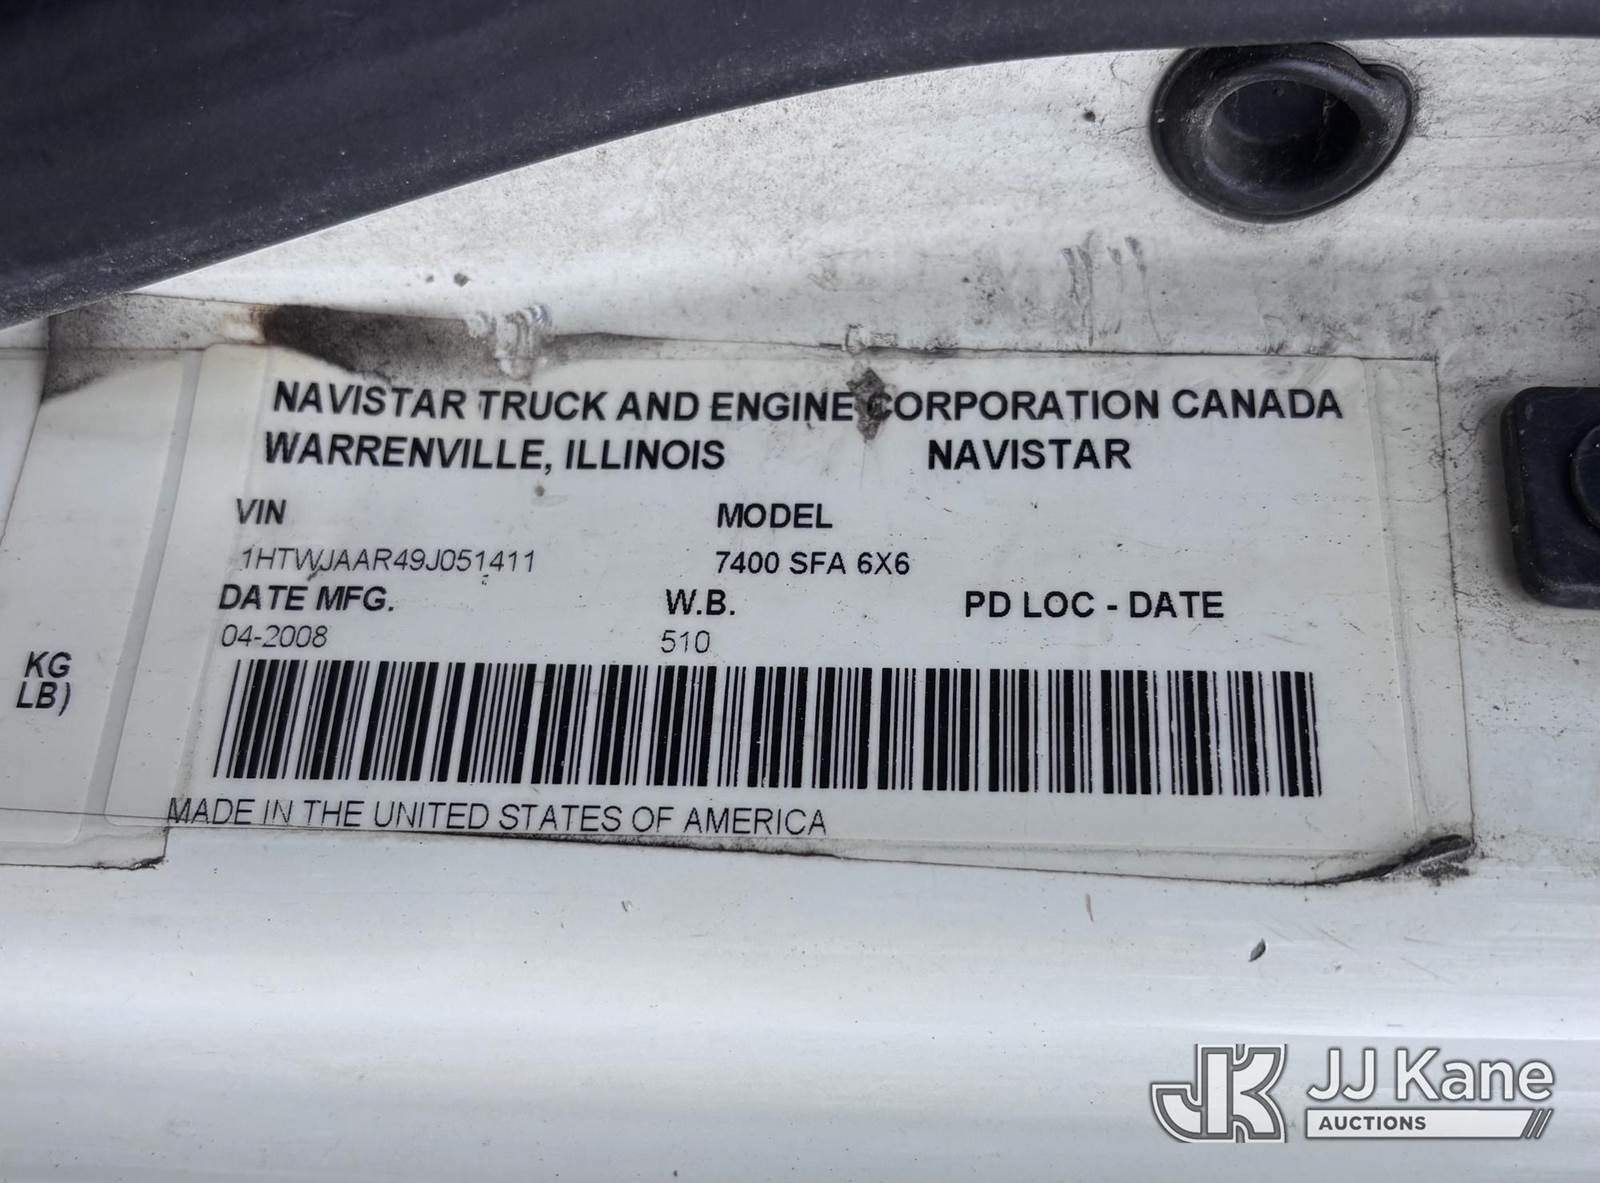 NAVISTAR TRUCK AND ENGINE CORPORATION CANADA
WARRENVILLE, ILLINOIS NAVISTAR
VIN MODEL
1HTWJAAR49J051411 7400 SFA 6X6
DATE MFG. W.B. PD LOC - DATE
04-2008 510
KG
LB)
MADE IN THE UNITED STATES OF AMERICA
JK JJ Kane
AUCTIONS